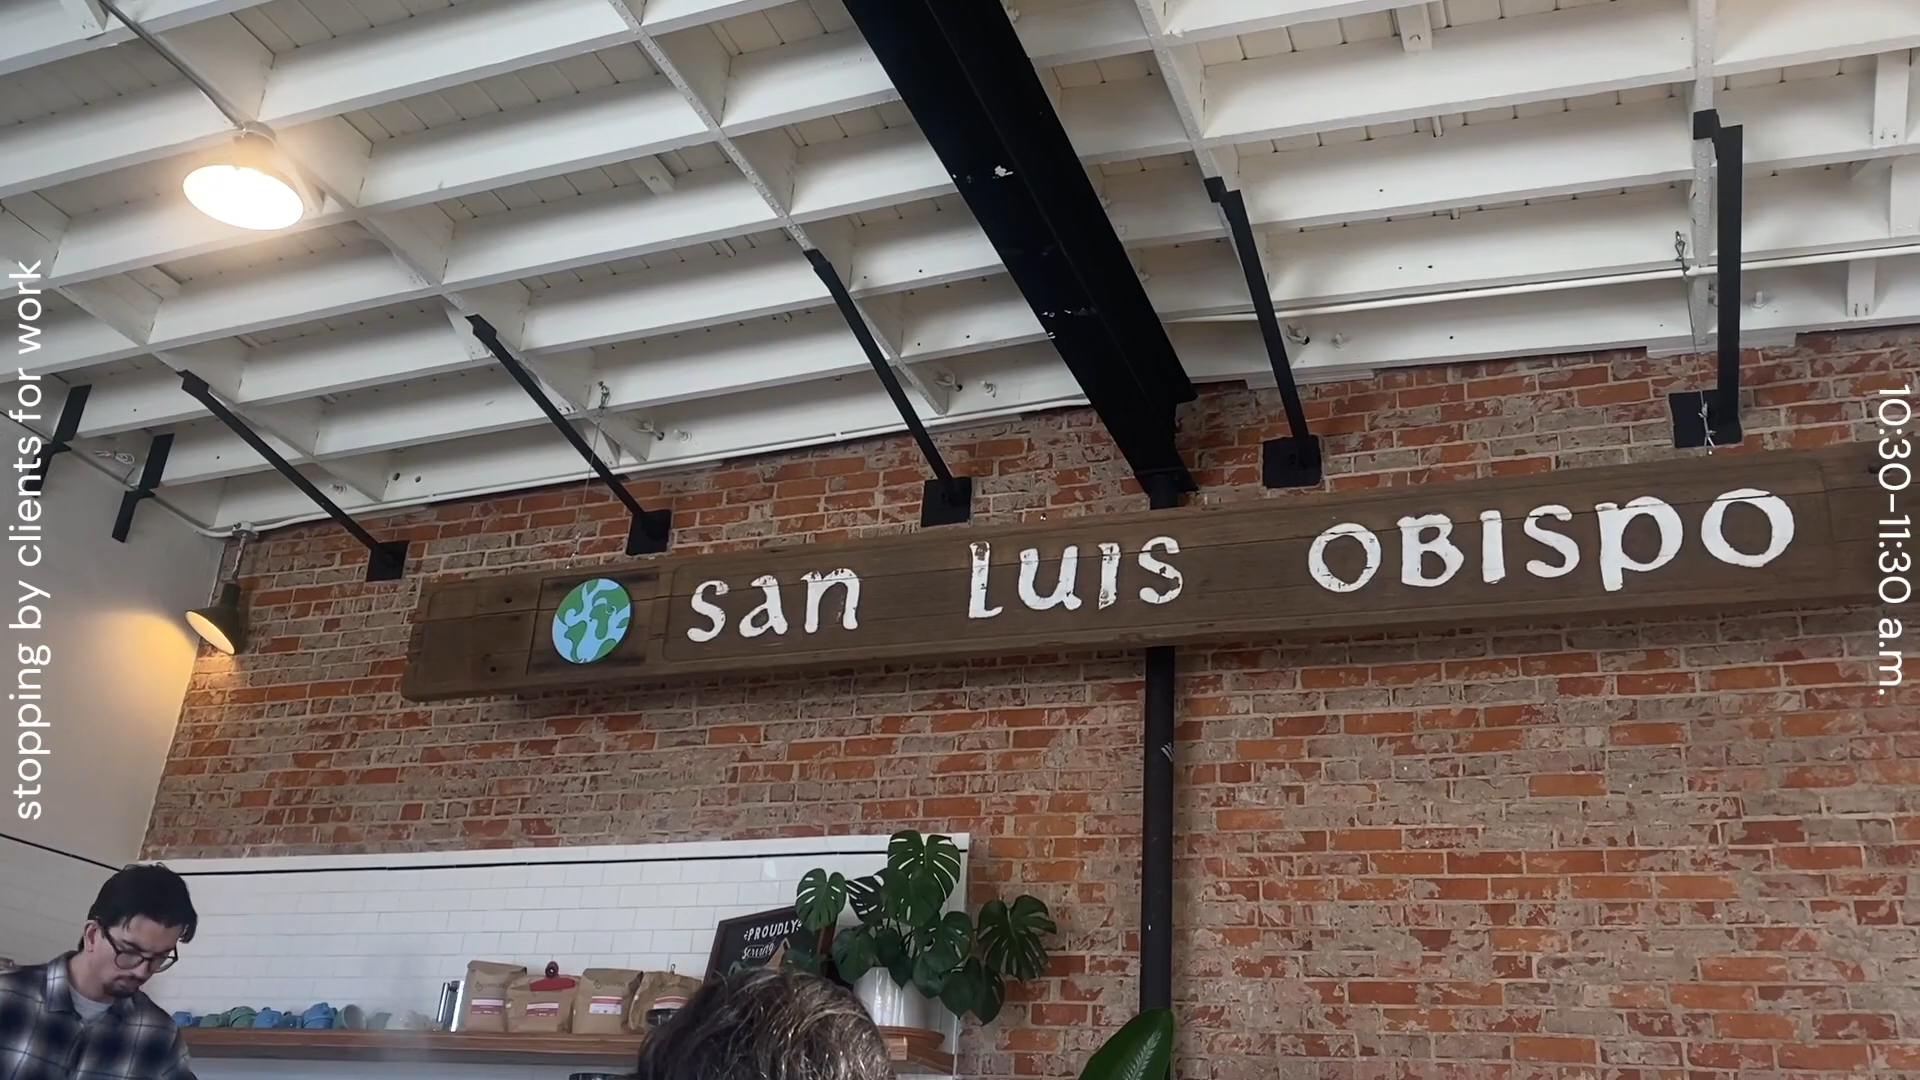 stopping by clients for work
10:30-11:30 a.m.
san luis obispo
PROUDLY